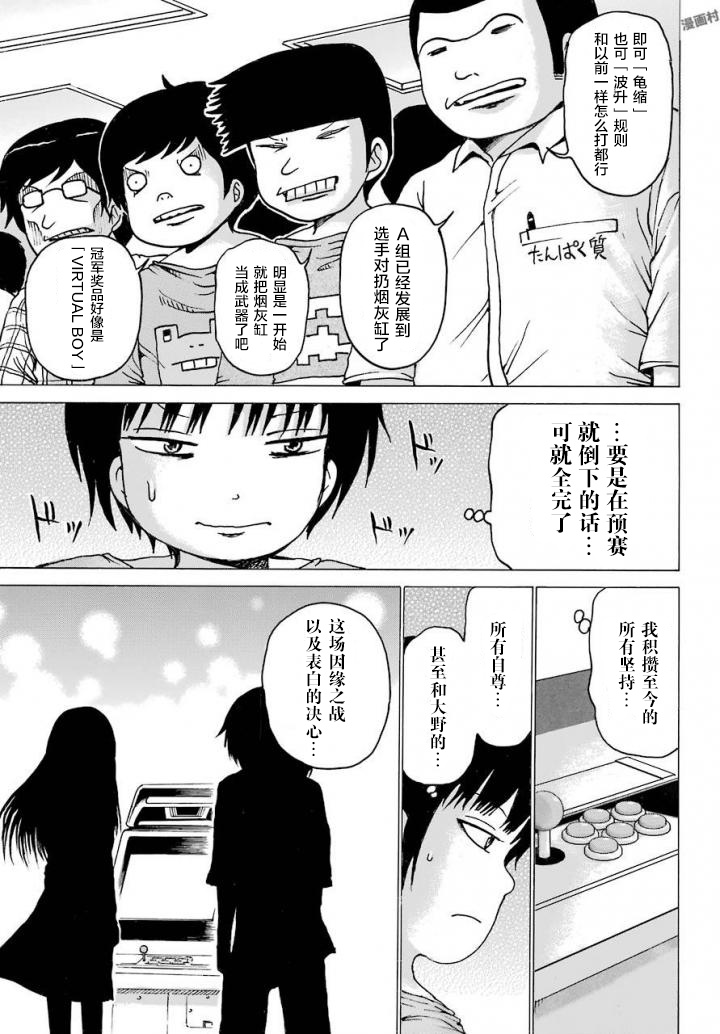 漫画村
即可「龟缩」
也可「波升」规则
和以前一样怎么打都行
たんぱく質
A组已经发展到
选手对扔烟灰缸了
明显是一开始
就把烟灰缸
当成武器了吧
冠军奖品好像是
「VIRTUAL BOY」
…要是在预赛
就倒下的话…
可就全完了
ドッ
ドッ
我积攒至今的
所有坚持…
所有自尊…
甚至和大野的…
这场因缘之战
以及表白的决心…